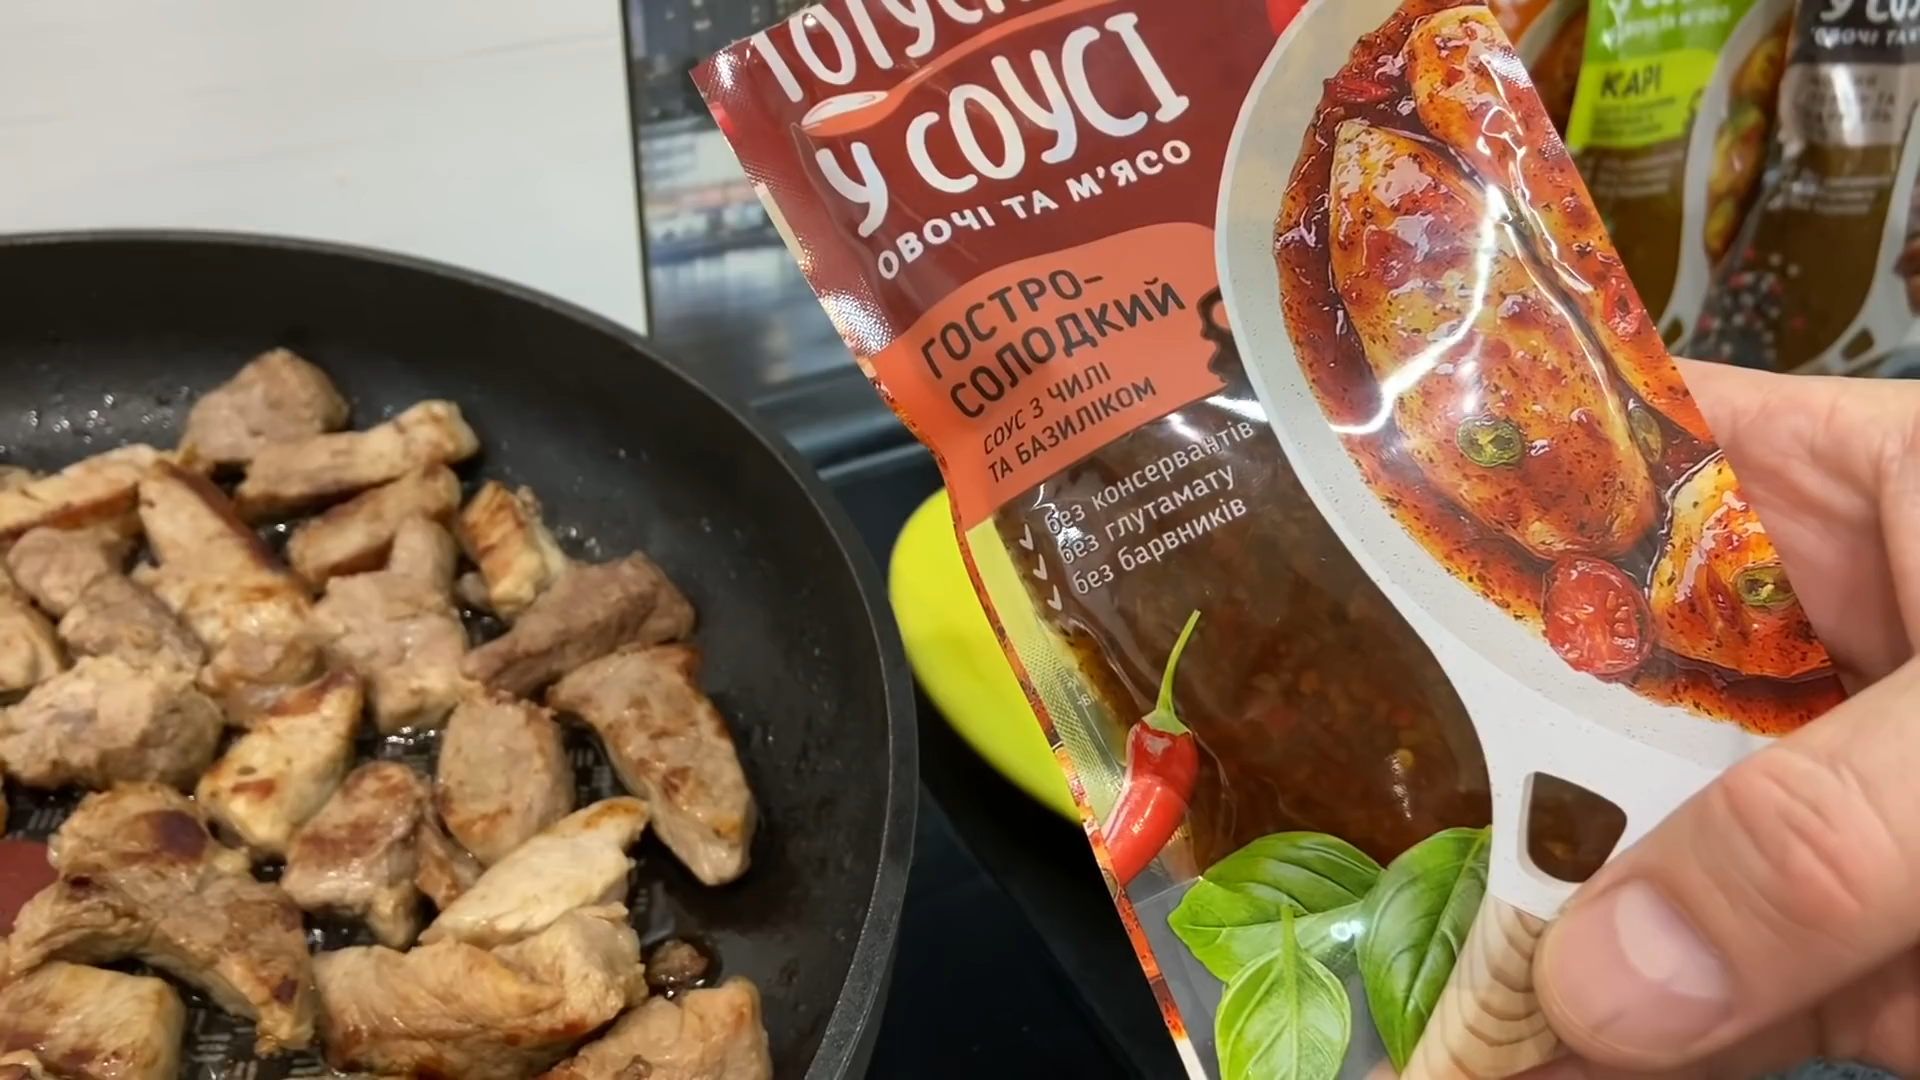 У СОУСІ
ОВОЧІ ТА М'ЯСО
ГОСТРО-
СОЛОДКИЙ
СОУС З ЧИЛІ
ТА БАЗИЛІКОМ
без консервантів
без глутамату
без барвників
КАРІ